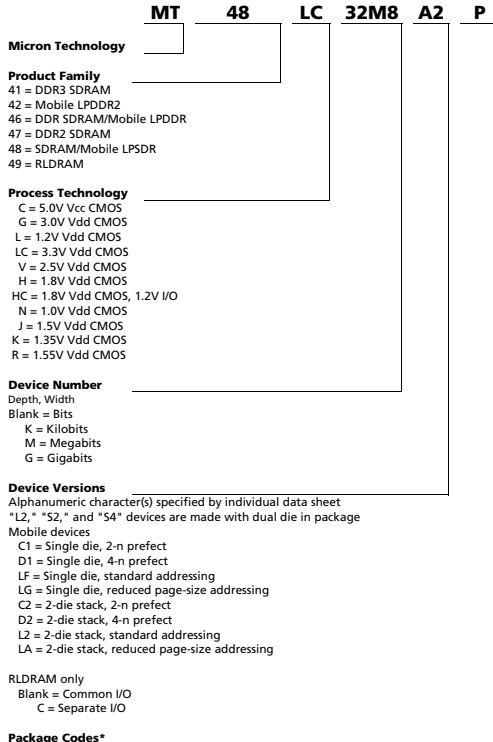 MT 48 LC 32M8 A2 P
Micron Technology
Product Family
41 = DDR3 SDRAM
42 = Mobile LPDDR2
46 = DDR SDRAM/Mobile LPDDR
47 = DDR2 SDRAM
48 = SDRAM/Mobile LPSDR
49 = RLDRAM
Process Technology
C = 5.0V Vcc CMOS
G = 3.0V Vdd CMOS
L = 1.2V Vdd CMOS
LC = 3.3V Vdd CMOS
V = 2.5V Vdd CMOS
H = 1.8V Vdd CMOS
HC = 1.8V Vdd CMOS, 1.2V I/O
N = 1.0V Vdd CMOS
J = 1.5V Vdd CMOS
K = 1.35V Vdd CMOS
R = 1.55V Vdd CMOS
Device Number
Depth, Width
Blank = Bits
K = Kilobits
M = Megabits
G = Gigabits
Device Versions
Alphanumeric character(s) specified by individual data sheet
"L2," "S2," and "S4" devices are made with dual die in package
Mobile devices
C1 = Single die, 2-n prefect
D1 = Single die, 4-n prefect
LF = Single die, standard addressing
LG = Single die, reduced page-size addressing
C2 = 2-die stack, 2-n prefect
D2 = 2-die stack, 4-n prefect
L2 = 2-die stack, standard addressing
LA = 2-die stack, reduced page-size addressing
RLDRAM only
Blank = Common I/O
C = Separate I/O
Package Codes*